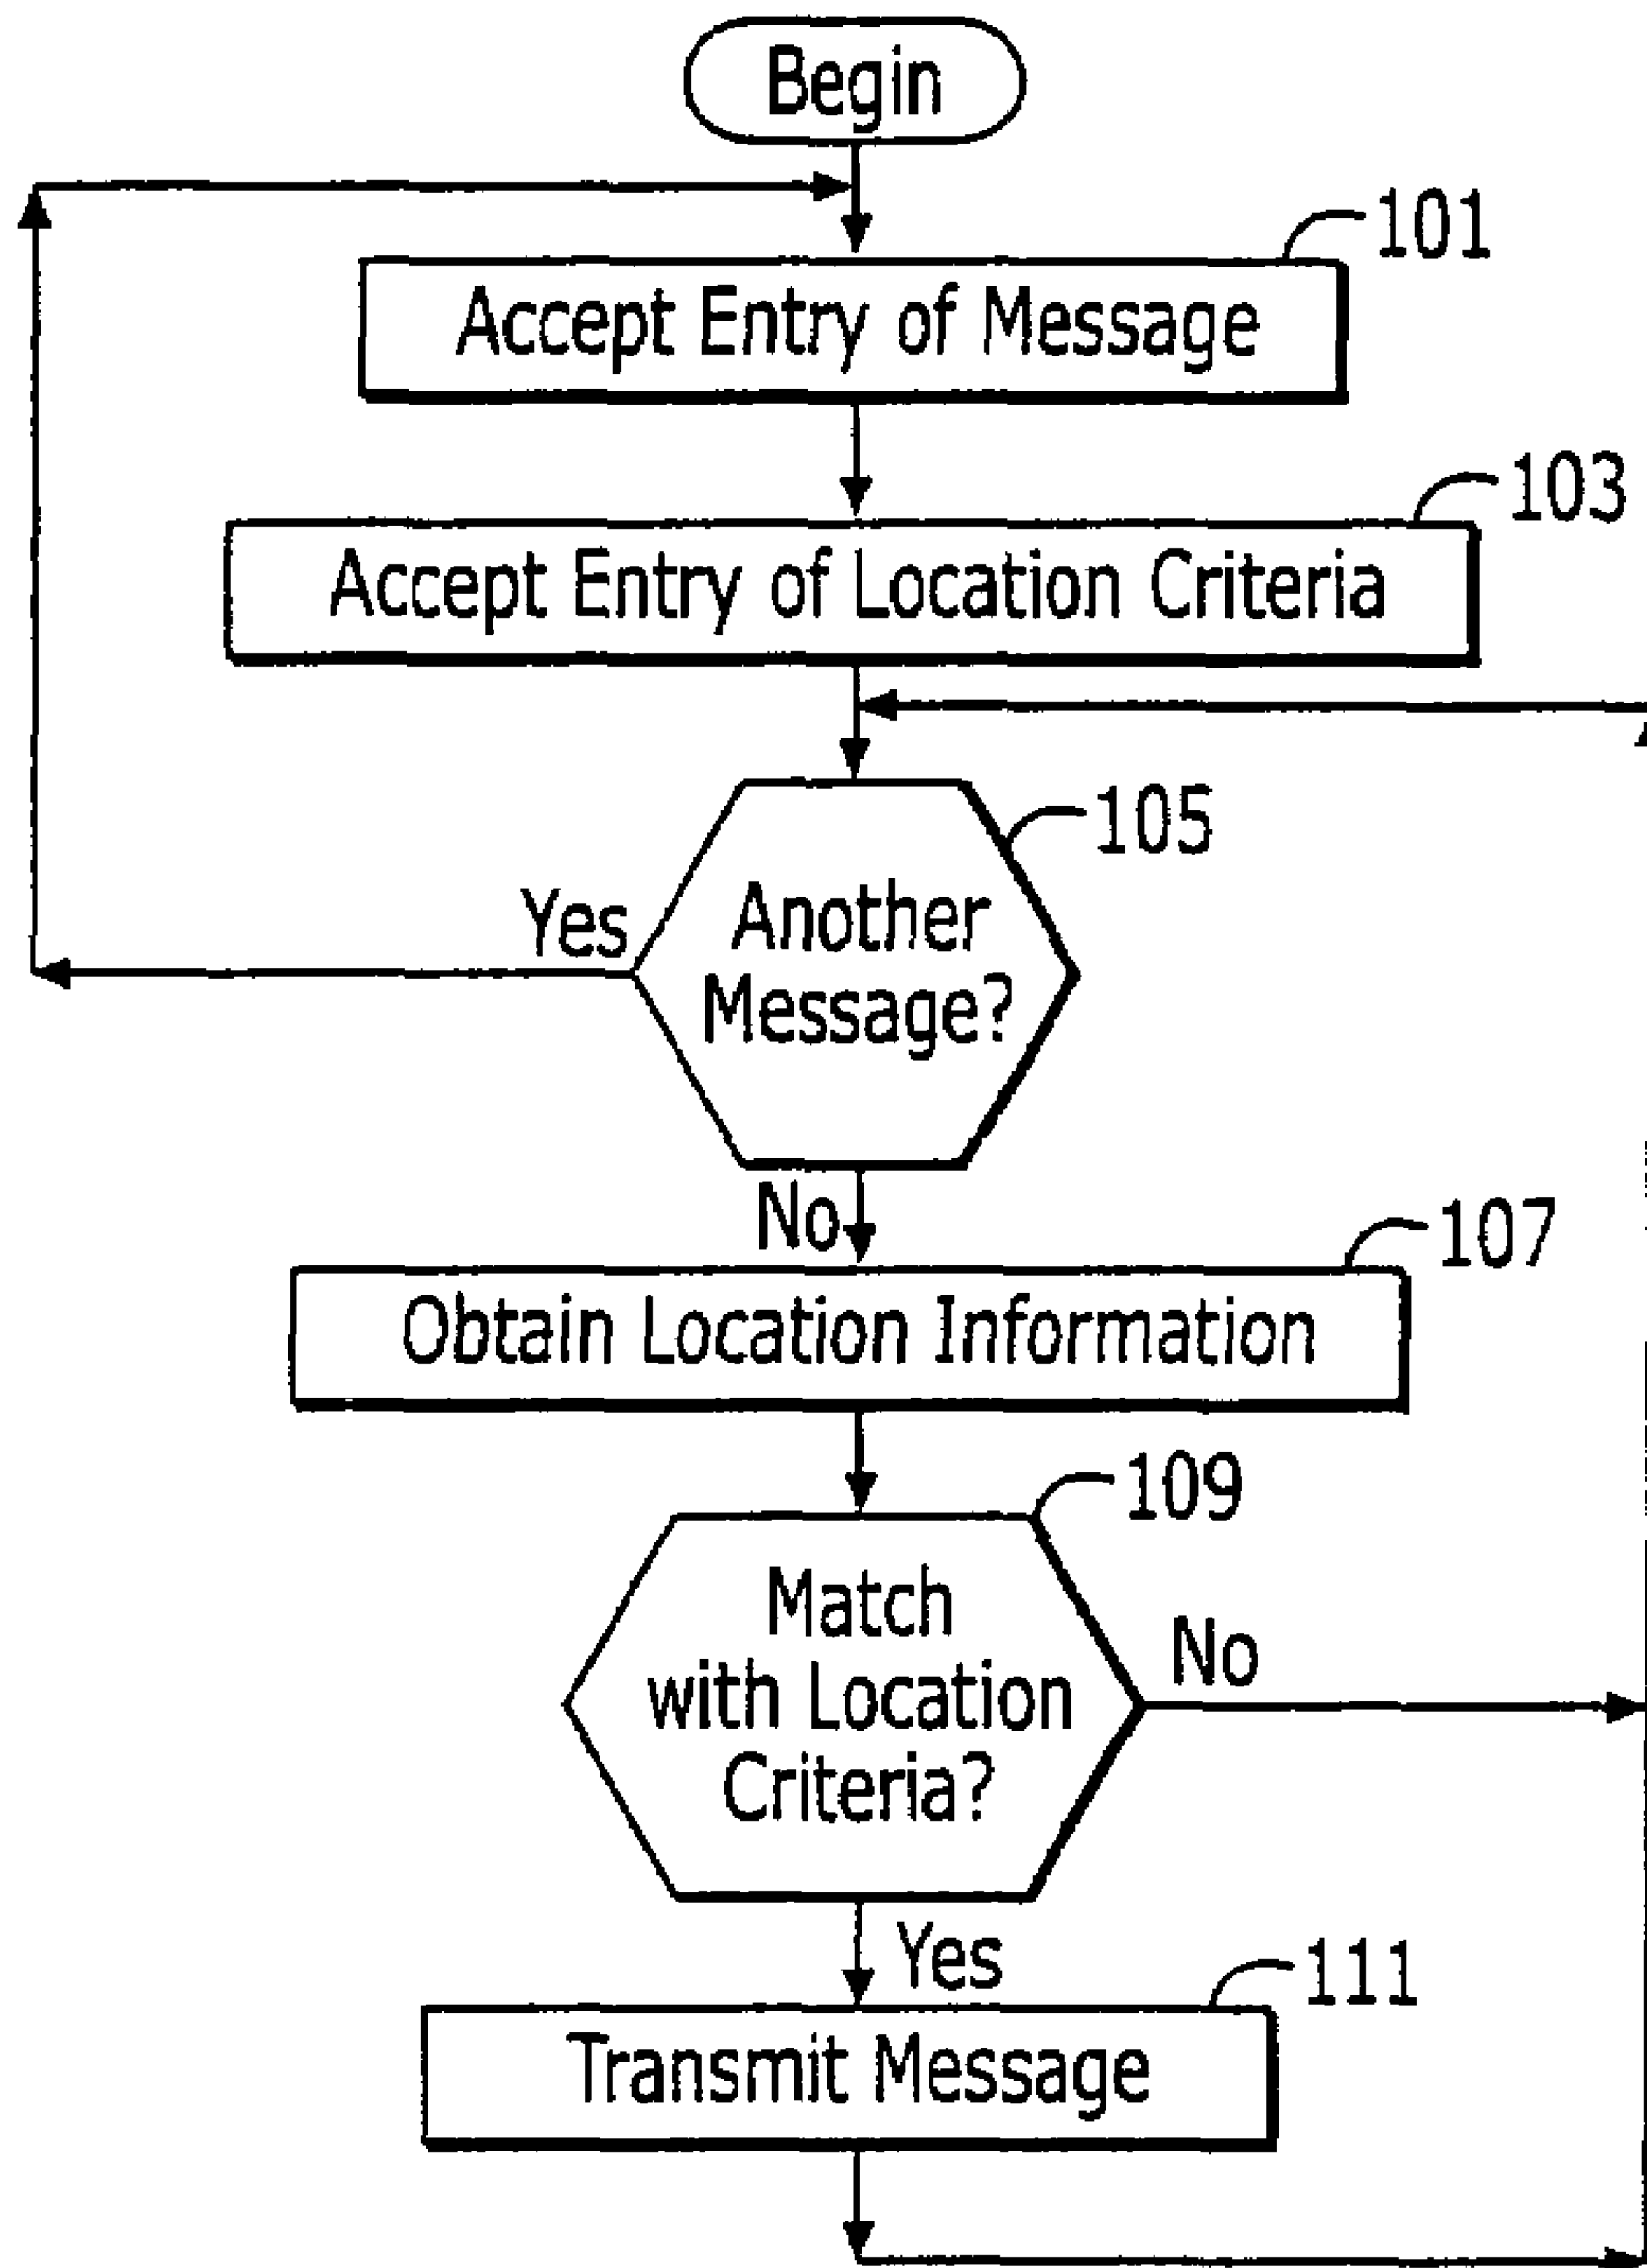 Begin
101
Accept Entry of Message
103
Accept Entry of Location Criteria
105
Another
Message?
Yes
No
107
Obtain Location Information
109
Match
with Location
Criteria?
No
Yes
111
Transmit Message